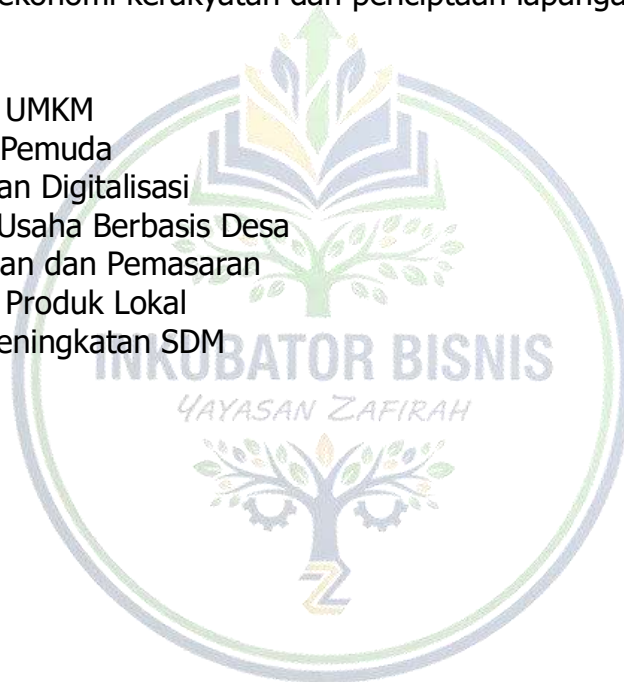 ekonomi kerakyatan dan penciptaan
UMKM
Pemuda
an Digitalisasi
Usaha Berbasis Desa
an dan Pemasaran
Produk Lokal
eningkatan SDM
INKUBATOR BISNIS
YAYASAN ZAFIRAH
Z